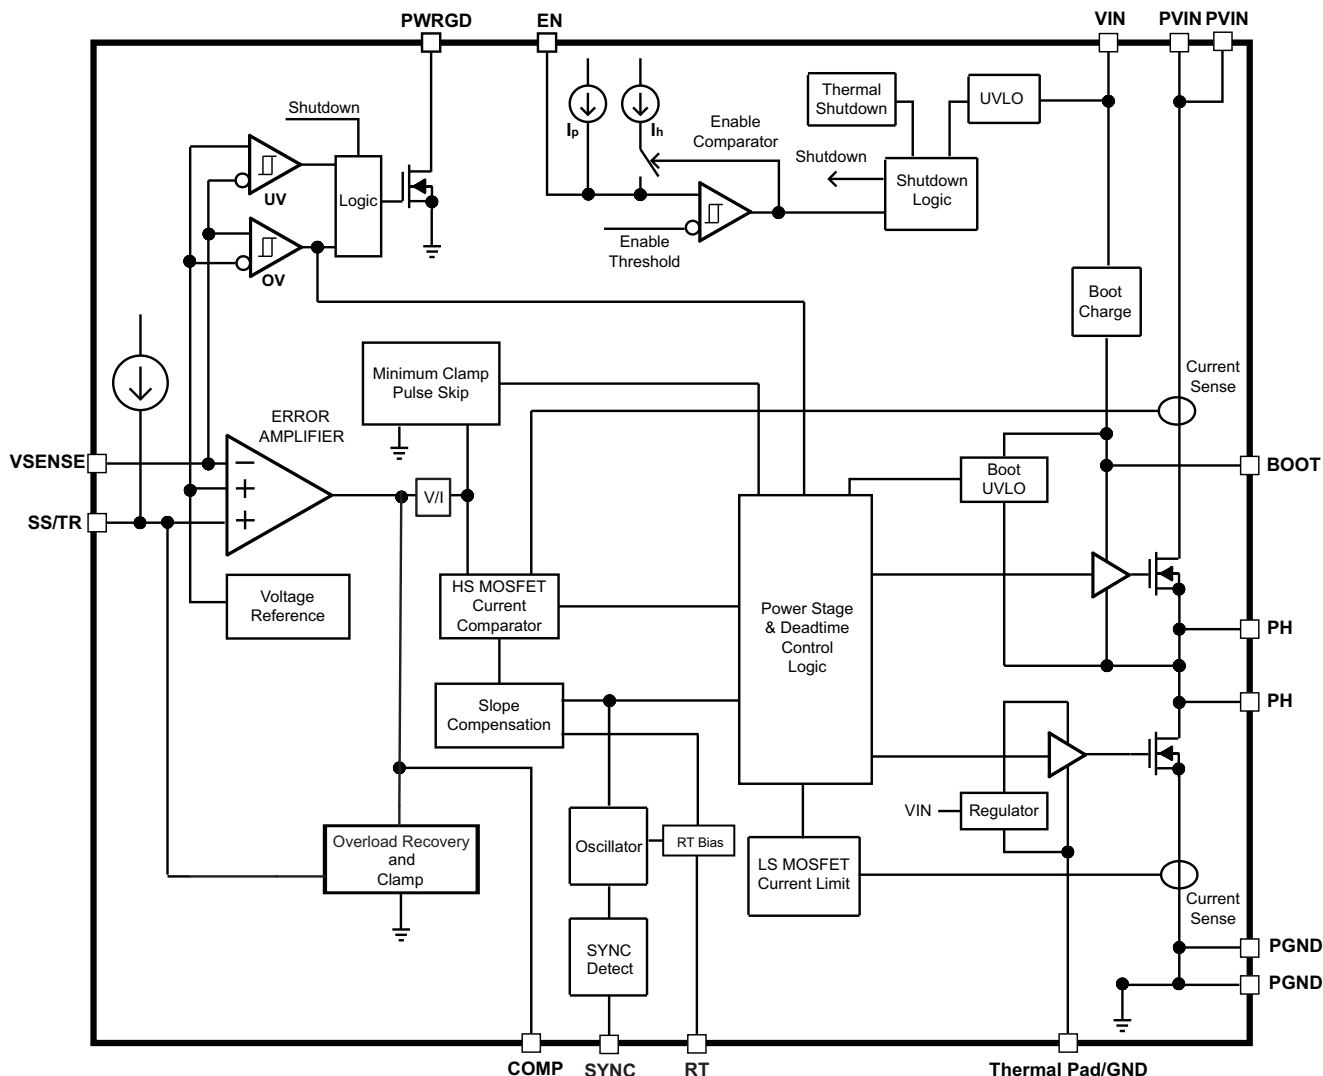 PWRGD
EN
VIN
PVIN
PVIN
Shutdown
Ip
Ih
Enable
Comparator
Thermal
Shutdown
UVLO
Shutdown
Shutdown
Logic
UV
Logic
OV
Enable
Threshold
Boot
Charge
Current
Sense
Minimum Clamp
Pulse Skip
ERROR
AMPLIFIER
VSENSE
SS/TR
V/I
Boot
UVLO
BOOT
Voltage
Reference
HS MOSFET
Current
Comparator
Power Stage
& Deadtime
Control
Logic
PH
PH
Slope
Compensation
VIN
Regulator
Overload Recovery
and
Clamp
Oscillator
RT Bias
LS MOSFET
Current Limit
Current
Sense
SYNC
Detect
PGND
PGND
COMP
SYNC
RT
Thermal Pad/GND